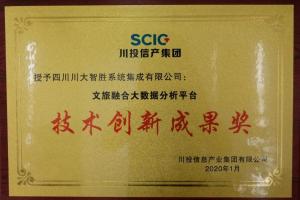 SCIG
川投信产集团
授予四川川大智胜系统集成有限公司：
文旅融合大数据分析平台
技术创新成果奖
川投信息产业集团有限公司
2020年1月